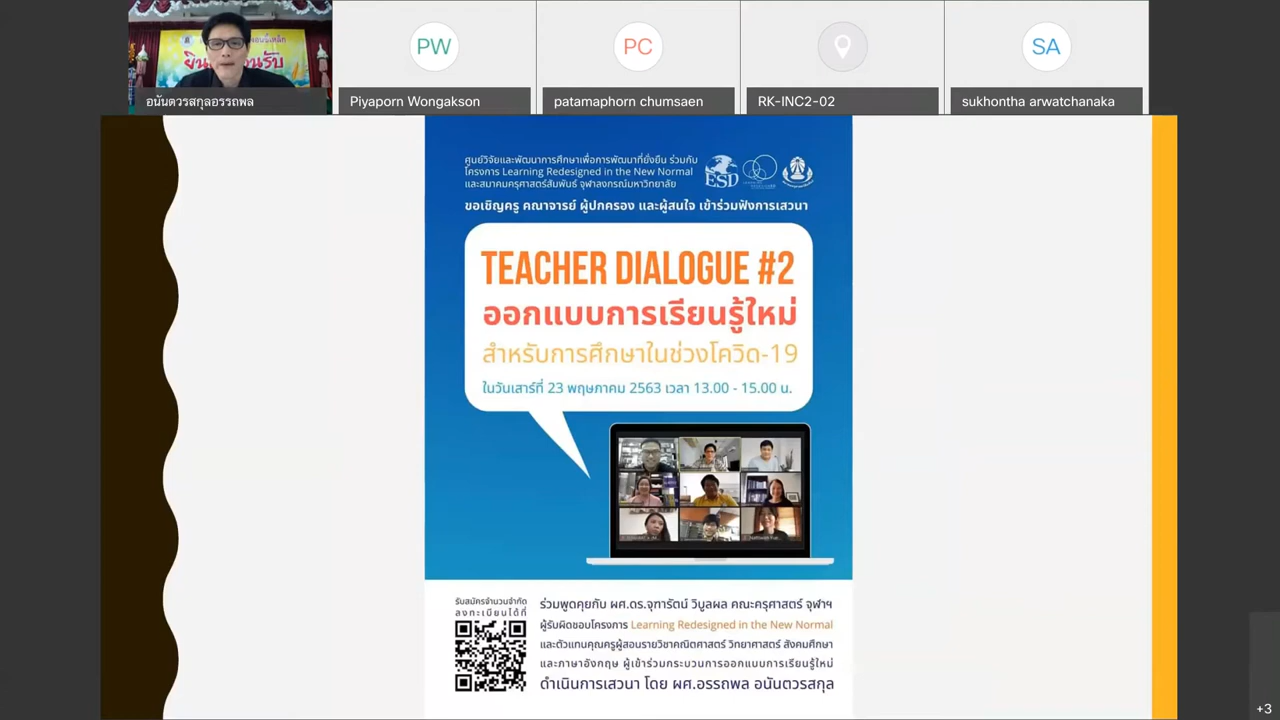 ยินดีต้อนรับ
อนันตวรสกุลอรรถพล
PW
Piyaporn Wongakson
PC
patamaphorn chumsaen
RK-INC2-02
SA
sukhontha arwatchanaka
ศูนย์วิจัยและพัฒนาการศึกษาเพื่อการพัฒนาที่ยั่งยืน ร่วมกับ
โครงการ Learning Redesigned in the New Normal
และสมาคมครุศาสตร์สัมพันธ์ จุฬาลงกรณ์มหาวิทยาลัย
ESD
ขอเชิญครู คณาจารย์ ผู้ปกครอง และผู้สนใจ เข้าร่วมฟังการเสวนา
TEACHER DIALOGUE #2
ออกแบบการเรียนรู้ใหม่
สำหรับการศึกษาในช่วงโควิด-19
ในวันเสาร์ที่ 23 พฤษภาคม 2563 เวลา 13.00 - 15.00 น.
รับสมัครจำนวนจำกัด
ลงทะเบียนได้ที่
ร่วมพูดคุยกับ ผศ.ดร.จุฑารัตน์ วิบูลผล คณะครุศาสตร์ จุฬาฯ
ผู้รับผิดชอบโครงการ Learning Redesigned in the New Normal
และตัวแทนคุณครูผู้สอนรายวิชาคณิตศาสตร์ วิทยาศาสตร์ สังคมศึกษา
และภาษาอังกฤษ ผู้เข้าร่วมกระบวนการออกแบบการเรียนรู้ใหม่
ดำเนินการเสวนา โดย ผศ.อรรถพล อนันตวรสกุล
+3